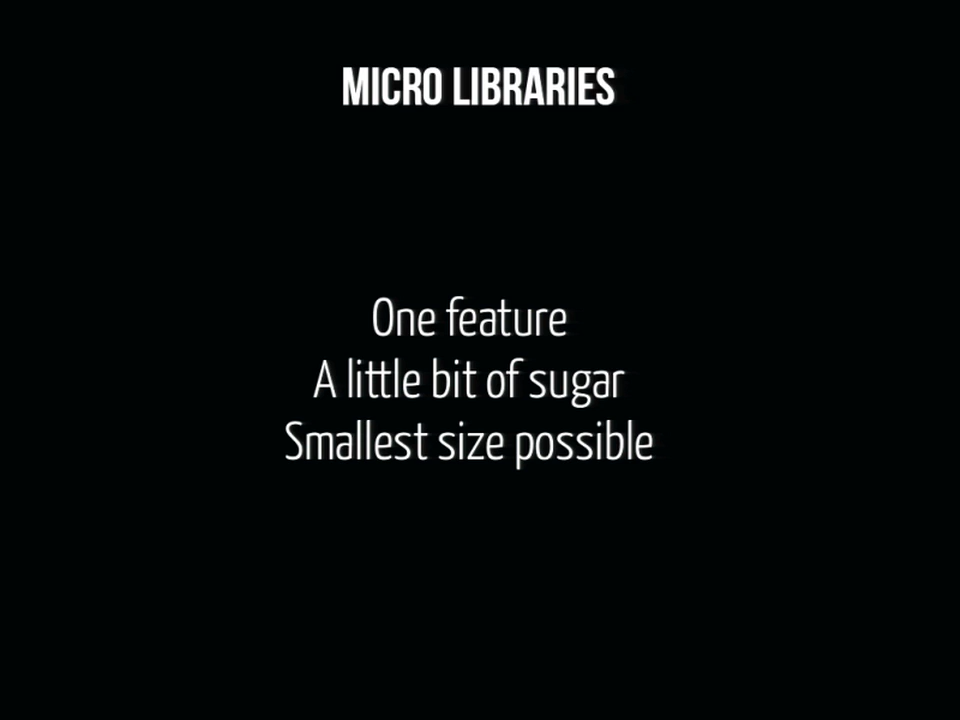 MICRO LIBRARIES
One feature
A little bit of sugar
Smallest size possible